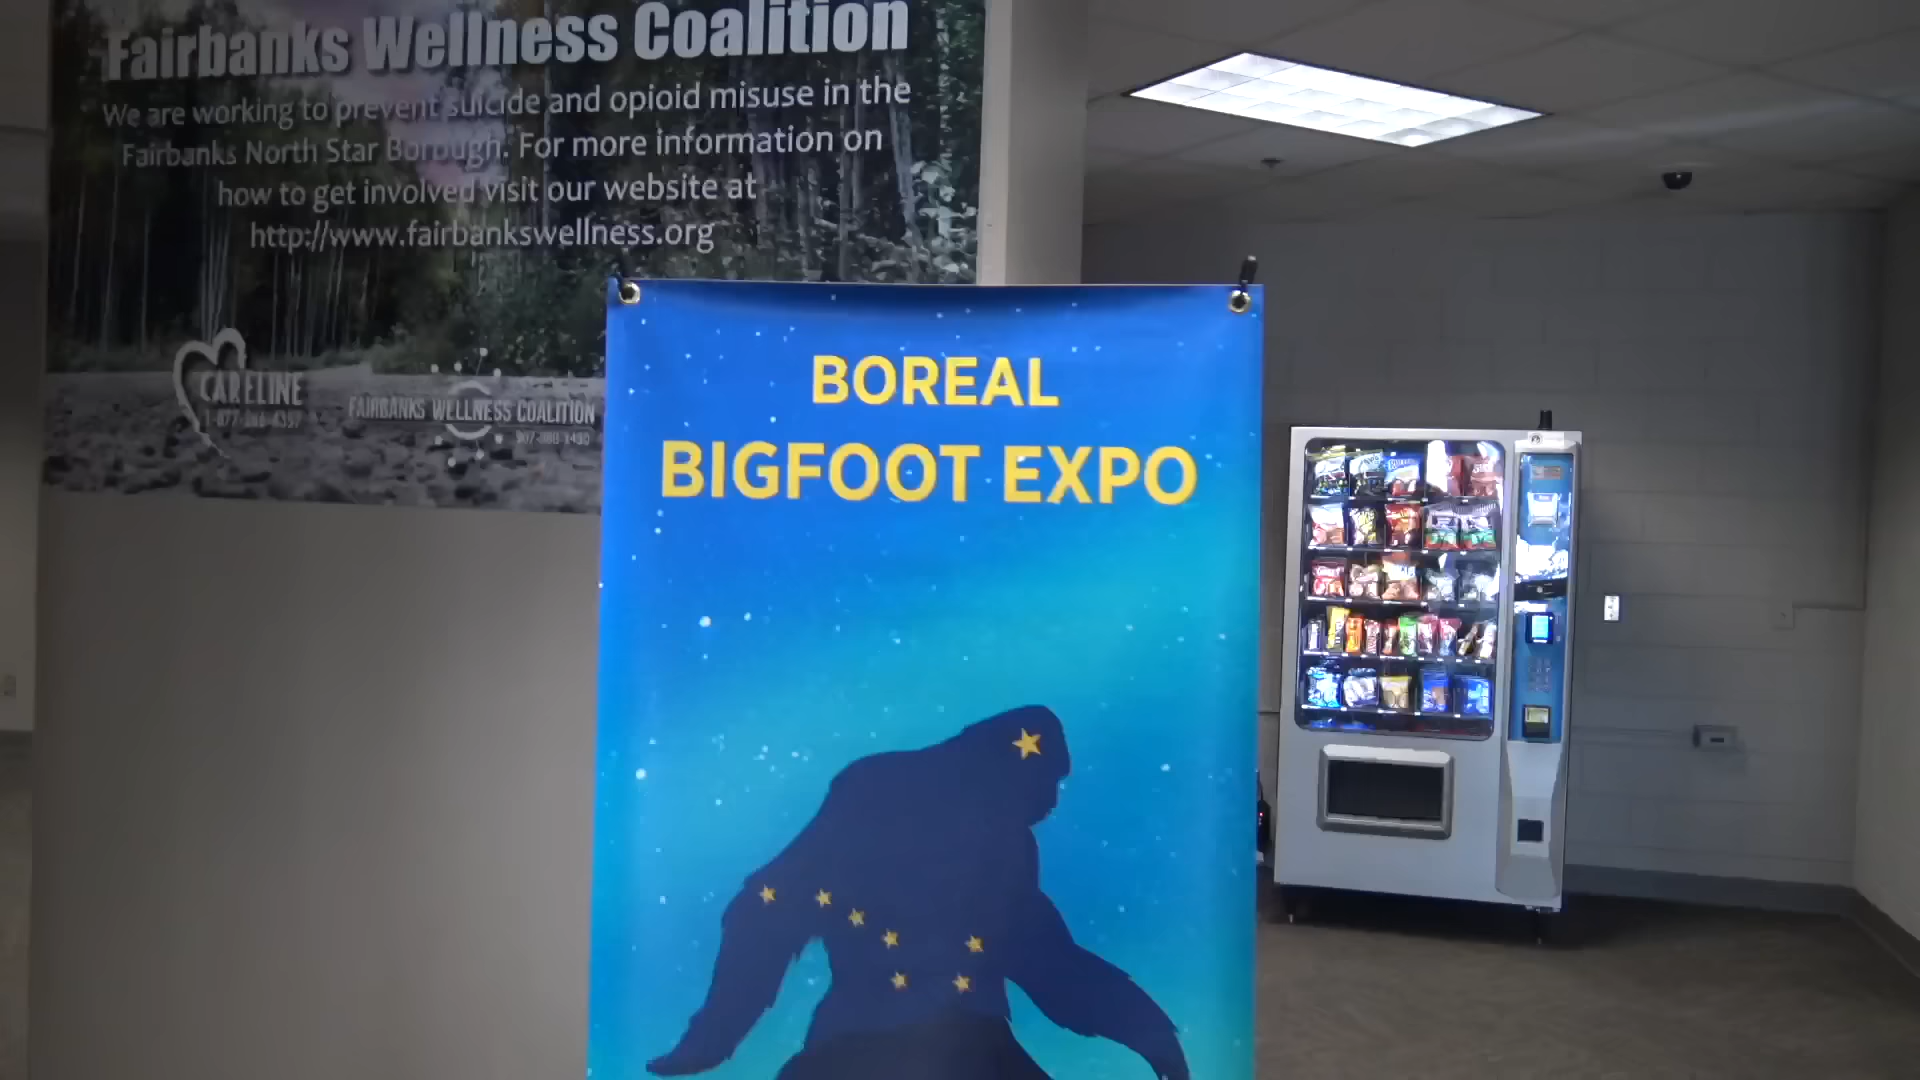 Fairbanks Wellness Coalition
We are working to prevent suicide and opioid misuse in the
Fairbanks North Star Borough. For more information on
how to get involved visit our website at
http://www.fairbankswellness.org
CARELINE
FAIRBANKS WELLNESS COALITION
BOREAL
BIGFOOT EXPO